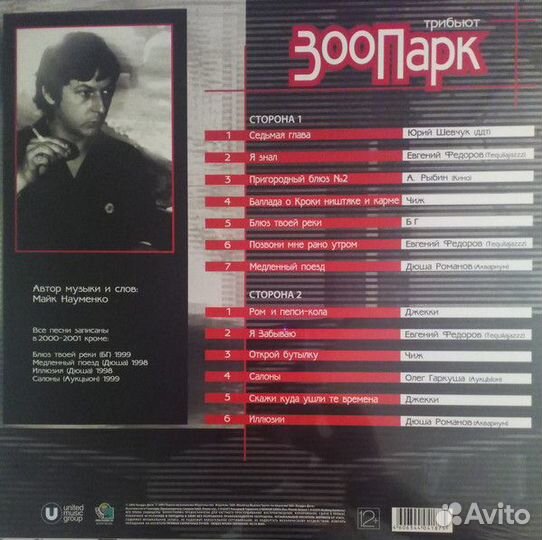 трибьют
ЗооПарк
СТОРОНА 1
1 Седьмая глава Юрий Шевчук (ДДТ)
2 Я знал Евгений Федоров (Tequilajazzz)
3 Пригородный блюз №2 А. Рыбин (Кино)
4 Баллада о Кроки ништяке и карме Чиж
5 Блюз твоей реки БГ
6 Позвони мне рано утром Евгений Федоров (Tequilajazzz)
7 Медленный поезд Дюша Романов (Аквариум)
СТОРОНА 2
1 Ром и пепси-кола Джекки
2 Я Забываю Евгений Федоров (Tequilajazzz)
3 Открой бутылку Чиж
4 Салоны Олег Гаркуша (АукцЫон)
5 Скажи куда ушли те времена Джекки
6 Иллюзии Дюша Романов (Аквариум)
Автор музыки и слов:
Майк Науменко
Все песни записаны
в 2000-2001 кроме:
Блюз твоей реки (БП 1999
Медленный поезд (Дюша) 1998
Иллюзия (Дюша) 1998
Салоны (Аукцыон) 1999
united
music
group
12+
Avito